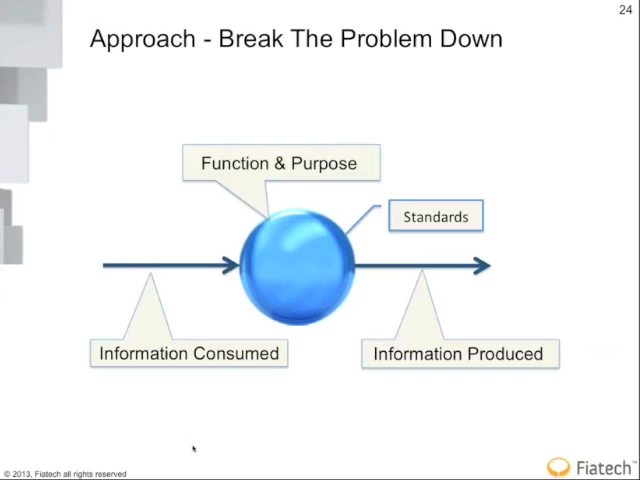 24
Approach - Break The Problem Down
Function & Purpose
Standards
Information Consumed
Information Produced
© 2013, Fiatech all rights reserved
Fiatech™